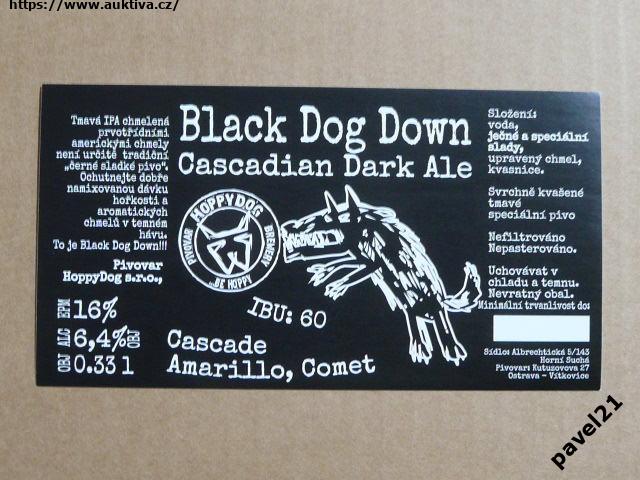 https://www.auktiva.cz/
Tmavá IPA chmelená
prvotřídními
americkými chmely
není určitě tradiční
„černé sladké pivo".
Ochutnejte dobře
namixovanou dávku
hořkosti a
aromatických
chmelů v temném
hávu.
To je Black Dog Down!!!
Pivovar
HoppyDog s.r.o.,
EPM 16%
ALC 6,4% OBJ
OBJ 0.33 l
Black Dog Down
Cascadian Dark Ale
HOPPYDOG
PIVOVAR
BREWERY
...BE HOPPY
IBU: 60
Cascade
Amarillo, Comet
Složení:
voda,
ječné a speciální
slady,
upravený chmel,
kvasnice.
Svrchně kvašené
tmavé
speciální pivo
Nefiltrováno
Nepasterováno.
Uchovávat v
chladu a temnu.
Nevratný obal.
Minimální trvanlivost do:
Sídlo: Albrechtická 5/143
Horní Suchá
Pivovar: Kutuzovova 27
Ostrava - Vítkovice
pavel21